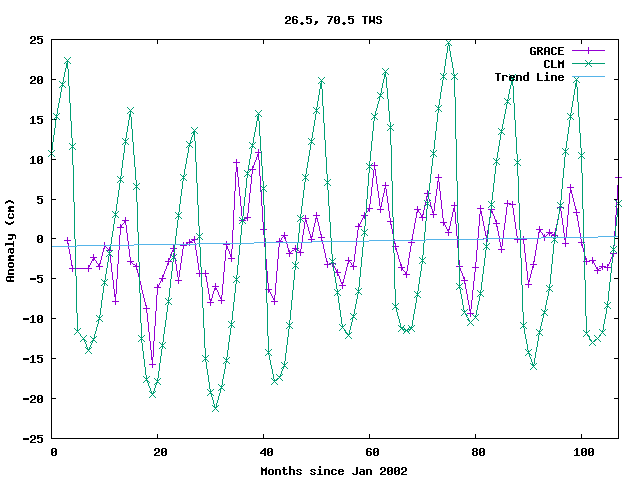 26.5, 70.5 TWS
GRACE
CLM
Trend Line
25
20
15
10
5
0
-5
-10
-15
-20
-25
Anomaly (cm)
0 20 40 60 80 100
Months since Jan 2002